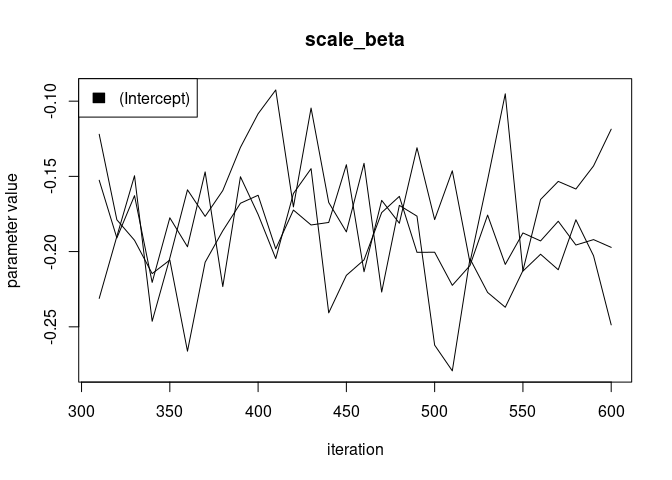 scale_beta
(Intercept)
parameter value
-0.10
-0.15
-0.20
-0.25
300 350 400 450 500 550 600
iteration